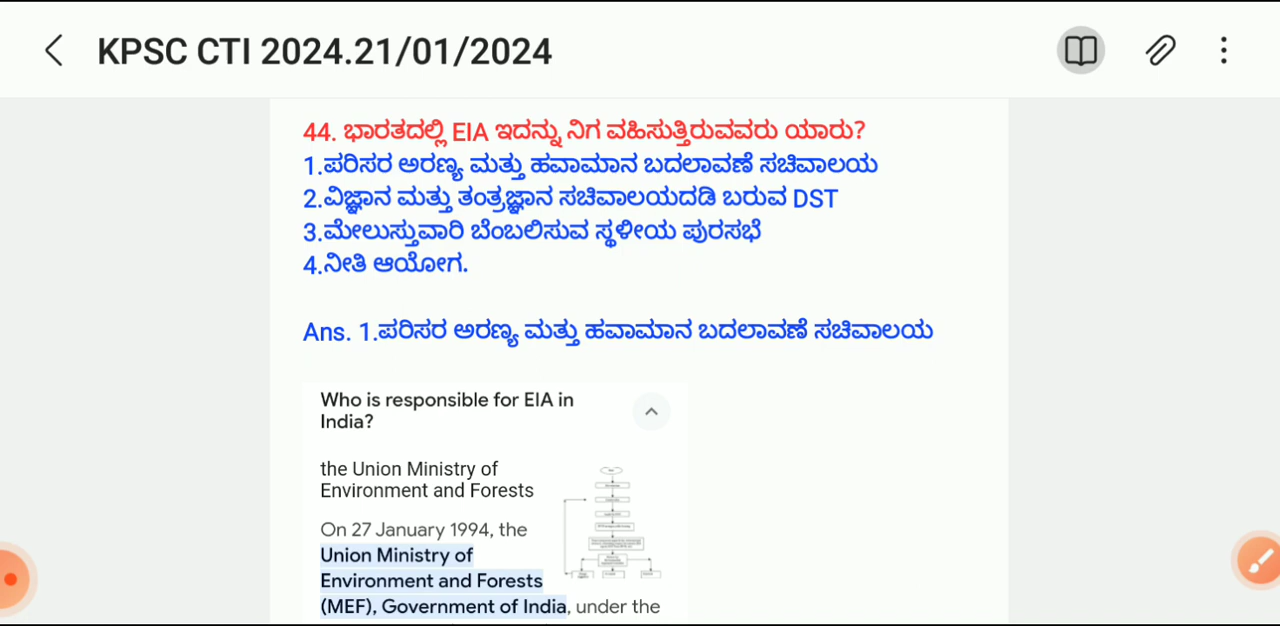 KPSC CTI 2024.21/01/2024
44. ಭಾರತದಲ್ಲಿ EIA ಇದನ್ನು ನಿಗ ವಹಿಸುತ್ತಿರುವವರು ಯಾರು?
1.ಪರಿಸರ ಅರಣ್ಯ ಮತ್ತು ಹವಾಮಾನ ಬದಲಾವಣೆ ಸಚಿವಾಲಯ
2.ವಿಜ್ಞಾನ ಮತ್ತು ತಂತ್ರಜ್ಞಾನ ಸಚಿವಾಲಯದಡಿ ಬರುವ DST
3.ಮೇಲುಸ್ತುವಾರಿ ಬೆಂಬಲಿಸುವ ಸ್ಥಳೀಯ ಪುರಸಭೆ
4.ನೀತಿ ಆಯೋಗ.
Ans. 1.ಪರಿಸರ ಅರಣ್ಯ ಮತ್ತು ಹವಾಮಾನ ಬದಲಾವಣೆ ಸಚಿವಾಲಯ
Who is responsible for EIA in
India?
the Union Ministry of
Environment and Forests
On 27 January 1994, the
Union Ministry of
Environment and Forests
(MEF), Government of India, under the